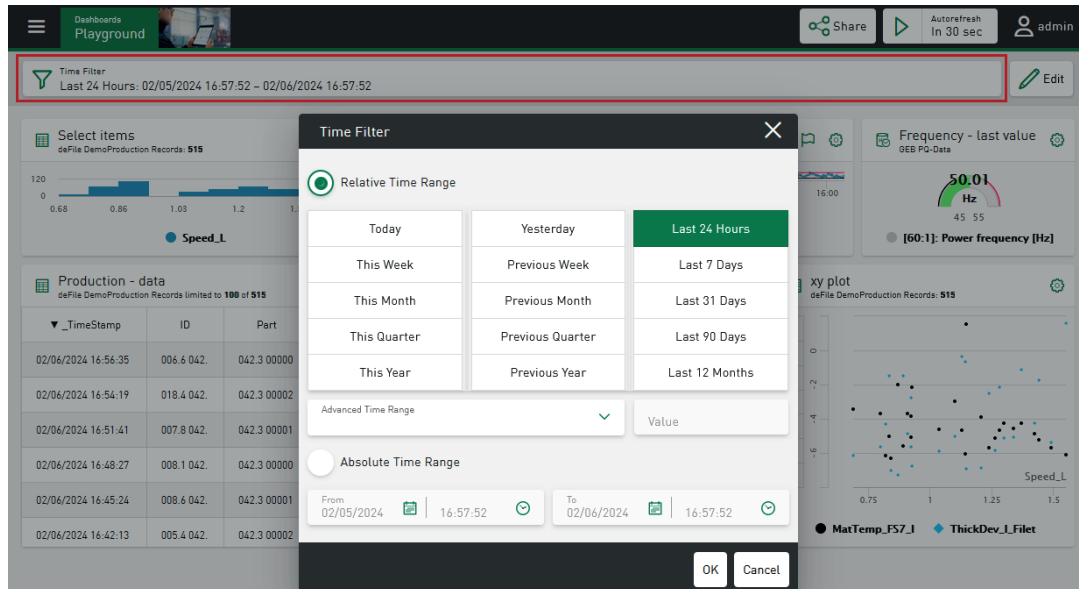 Dashboards
Playground
Share
Autorefresh
In 30 sec
admin
Time Filter
Last 24 Hours: 02/05/2024 16:57:52 – 02/06/2024 16:57:52
Edit
Select items
deFile DemoProduction Records: 515
120
0
0.68 0.86 1.03 1.2 1.
Speed_L
16:00
Frequency - last value
GEB PQ-Data
50.01
Hz
45 55
[60:1]: Power frequency [Hz]
Time Filter
Relative Time Range
Today Yesterday Last 24 Hours
This Week Previous Week Last 7 Days
This Month Previous Month Last 31 Days
This Quarter Previous Quarter Last 90 Days
This Year Previous Year Last 12 Months
Advanced Time Range
Value
Absolute Time Range
From
02/05/2024 16:57:52
To
02/06/2024 16:57:52
OK Cancel
Production - data
deFile DemoProduction Records limited to 100 of 515
▼ _TimeStamp ID Part
02/06/2024 16:56:35 006.6 042. 042.3 00000
02/06/2024 16:54:19 018.4 042. 042.3 00002
02/06/2024 16:51:41 007.8 042. 042.3 00001
02/06/2024 16:48:27 008.1 042. 042.3 00000
02/06/2024 16:45:24 008.6 042. 042.3 00001
02/06/2024 16:42:13 005.4 042. 042.3 00002
xy plot
deFile DemoProduction Records: 515
0
-2
-4
-6
Speed_L
0.75 1 1.25 1.5
MatTemp_FS7_I ThickDev_I_Filet